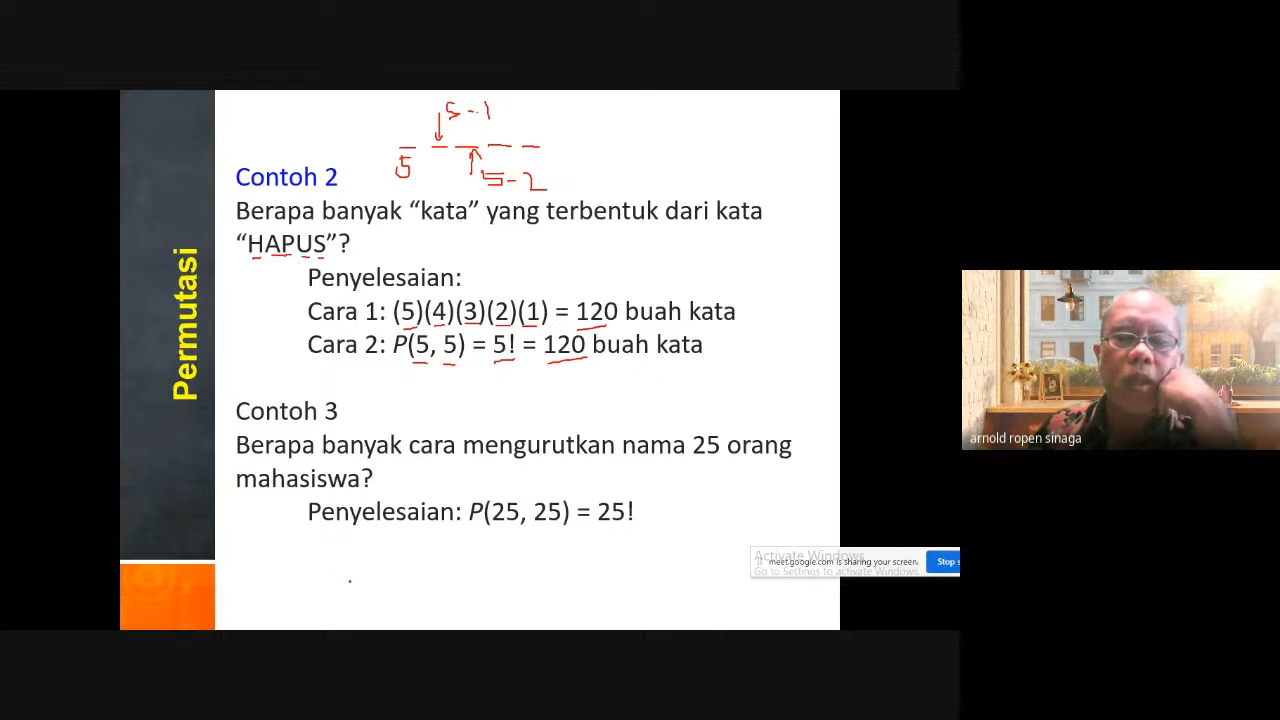 Permutasi
5-1
5
5-2
Contoh 2
Berapa banyak “kata” yang terbentuk dari kata
“HAPUS”?
Penyelesaian:
Cara 1: (5)(4)(3)(2)(1) = 120 buah kata
Cara 2: P(5, 5) = 5! = 120 buah kata
Contoh 3
Berapa banyak cara mengurutkan nama 25 orang
mahasiswa?
Penyelesaian: P(25, 25) = 25!
arnold ropen sinaga
Activate Windows
meet.google.com is sharing your screen.
Stop s
Go to Settings to activate Windows.